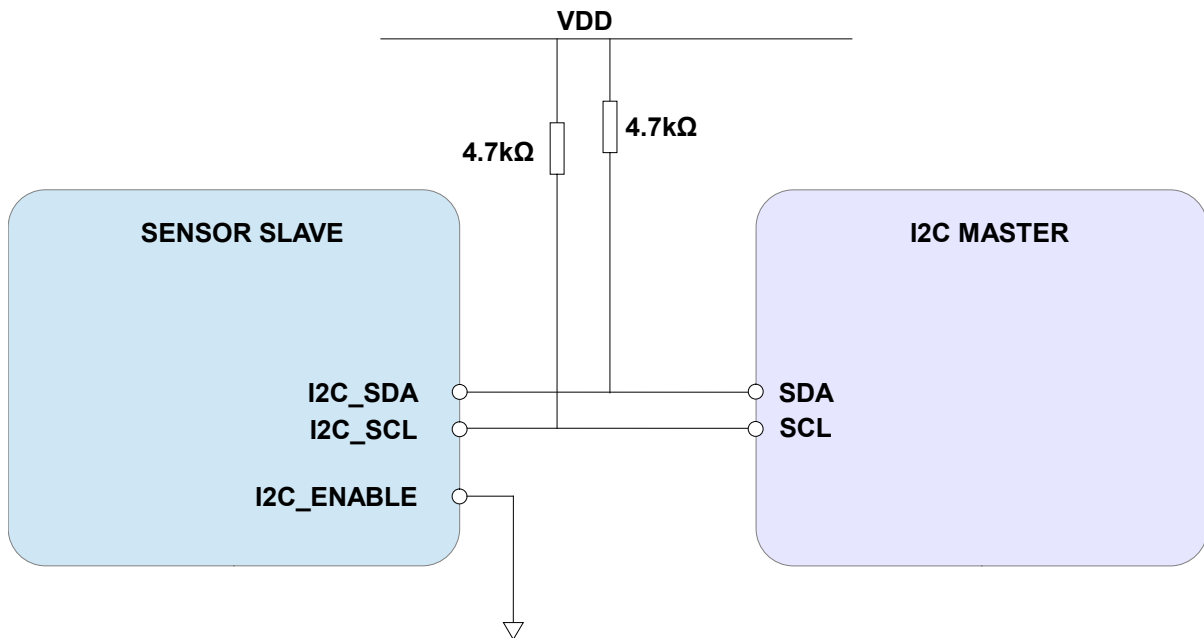 VDD
4.7kΩ
4.7kΩ
SENSOR SLAVE
I2C MASTER
I2C_SDA
SDA
I2C_SCL
SCL
I2C_ENABLE